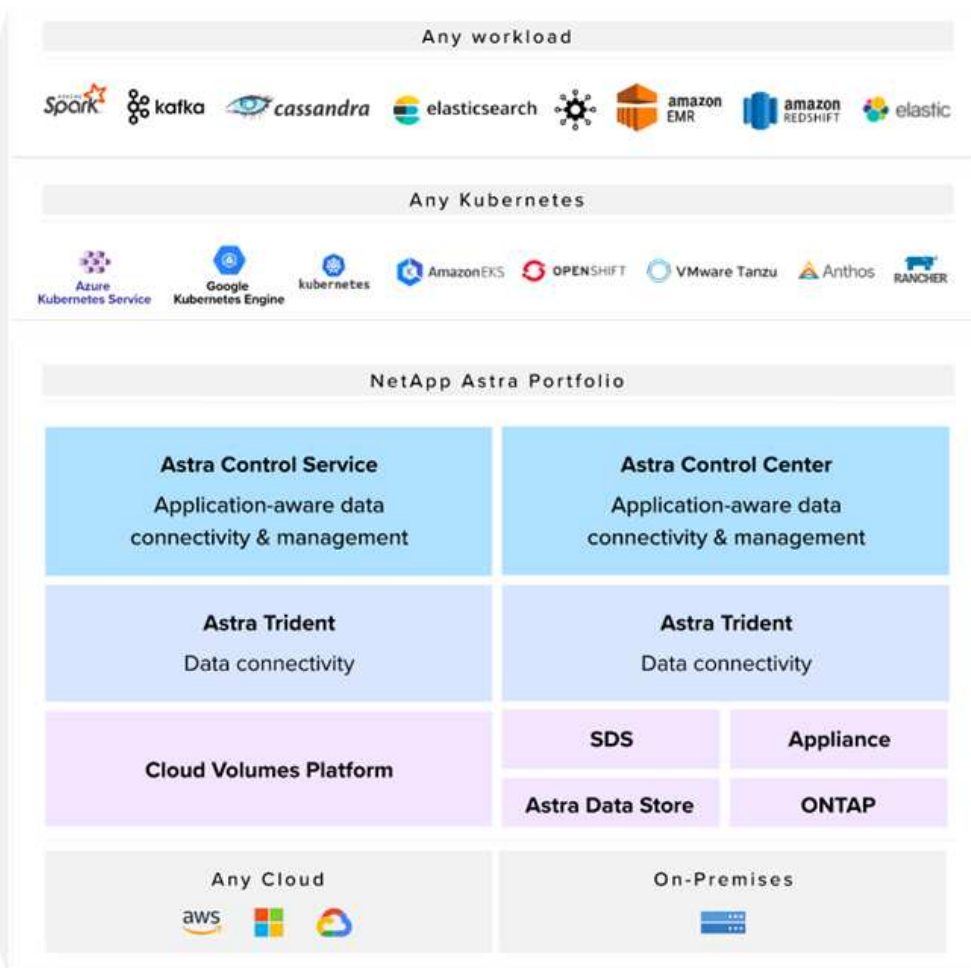 Any workload
APACHE Spark kafka cassandra elasticsearch amazon EMR amazon REDSHIFT elastic
Any Kubernetes
Azure Kubernetes Service Google Kubernetes Engine kubernetes Amazon EKS OPENSHIFT VMware Tanzu Anthos RANCHER
NetApp Astra Portfolio
Astra Control Service
Application-aware data
connectivity & management
Astra Control Center
Application-aware data
connectivity & management
Astra Trident
Data connectivity
Astra Trident
Data connectivity
Cloud Volumes Platform
SDS
Appliance
Astra Data Store
ONTAP
Any Cloud
aws
On-Premises